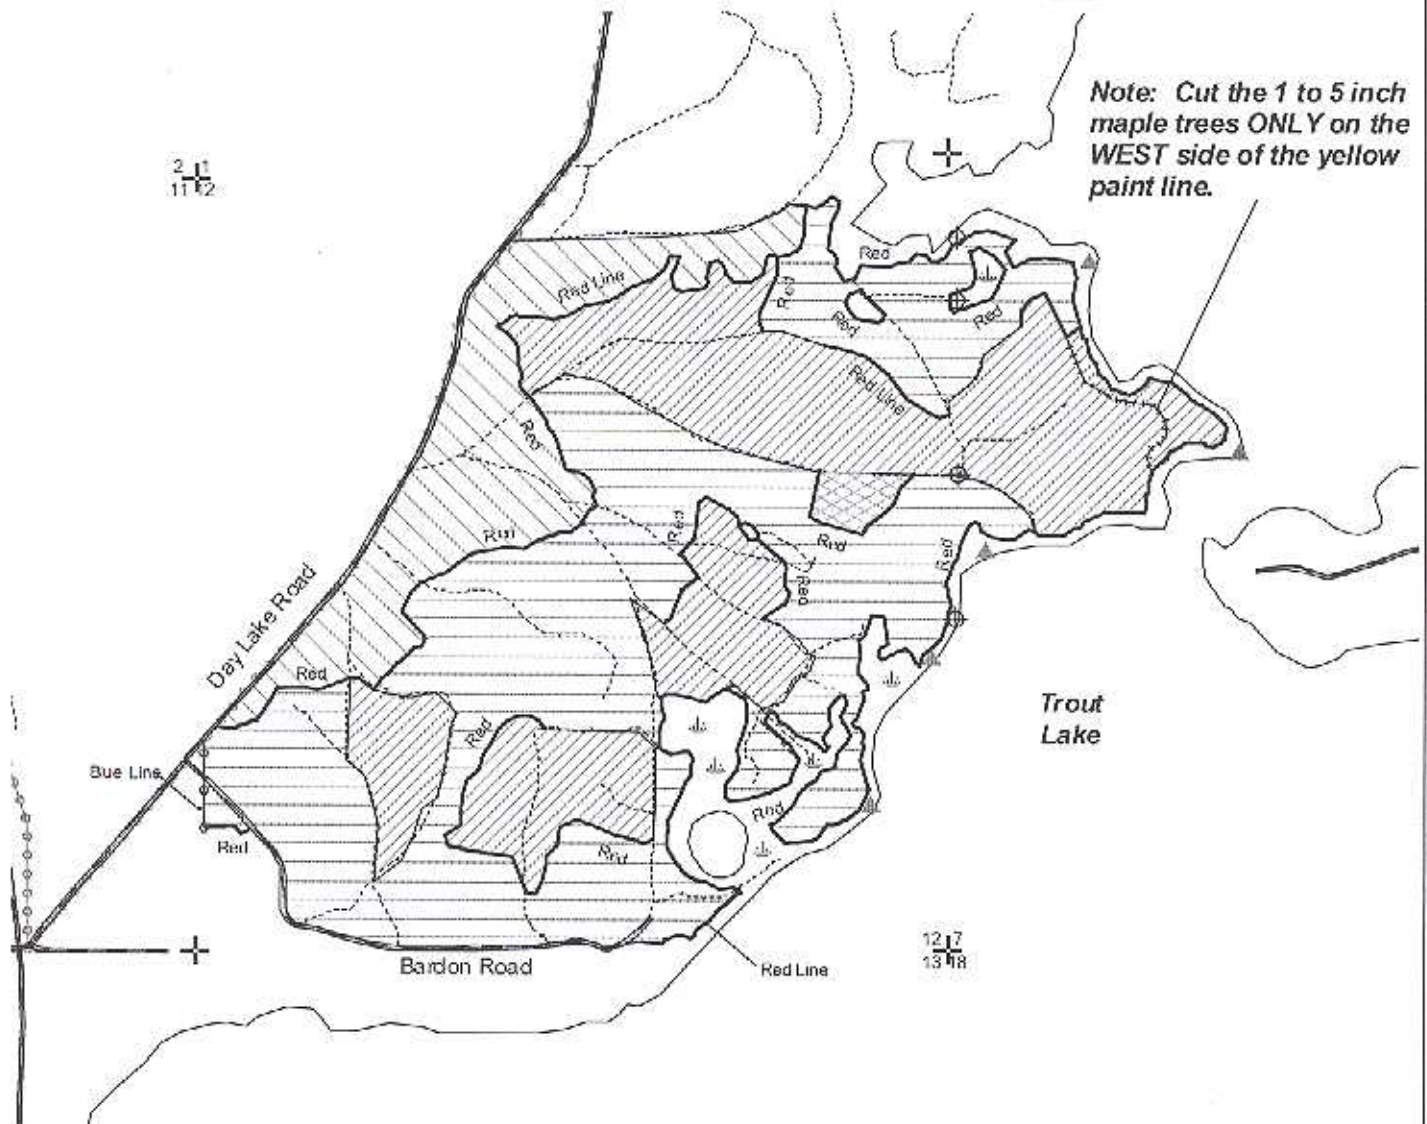 Note: Cut the 1 to 5 inch
maple trees ONLY on the
WEST side of the yellow
paint line.
2 1
11 12
Red
Red Line
Red
Red
Red
Red Line
Red
Red
Red
Red
Red
Red
Day Lake Road
Red
Trout
Lake
Red
Bue Line
Red
Red
Red
12 7
13 18
Bardon Road
Red Line